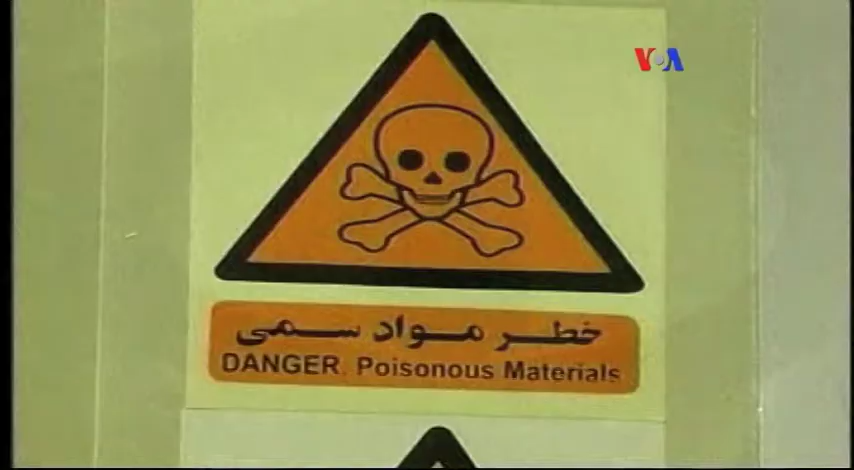 VOA
خطر مواد سمی
DANGER. Poisonous Materials